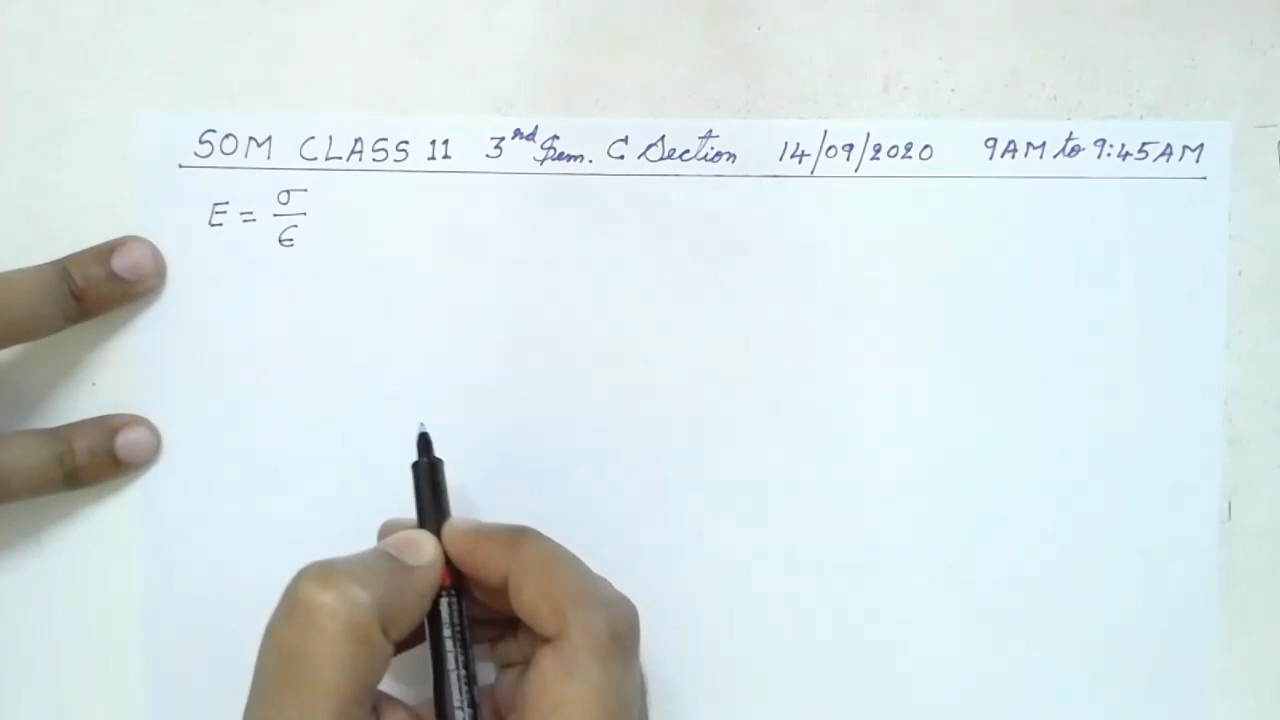 SOM CLASS 11 3rd Sem. C Section 14/09/2020 9AM to 9:45AM
E = σ/ϵ